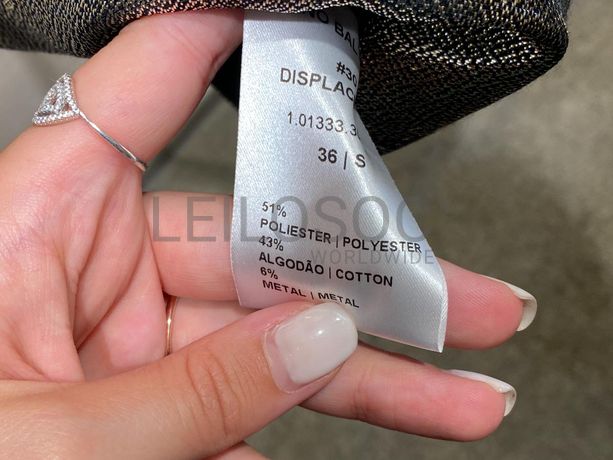 #30
DISPLAC
1.01333.3
36 | S
51%
POLIESTER | POLYESTER
43%
ALGODÃO | COTTON
6%
METAL | METAL
LEILOSOC
WORLDWIDE